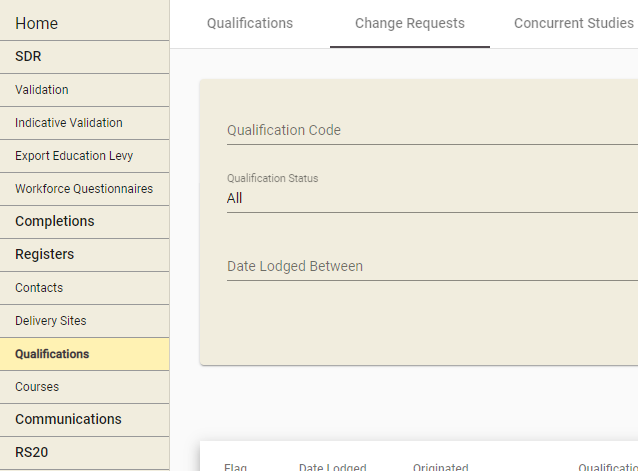 Home
SDR
Validation
Indicative Validation
Export Education Levy
Workforce Questionnaires
Completions
Registers
Contacts
Delivery Sites
Qualifications
Courses
Communications
RS20
Qualifications
Change Requests
Concurrent Studies
Qualification Code
Qualification Status
All
Date Lodged Between
Flag
Date Lodged
Originated
Qualificatio